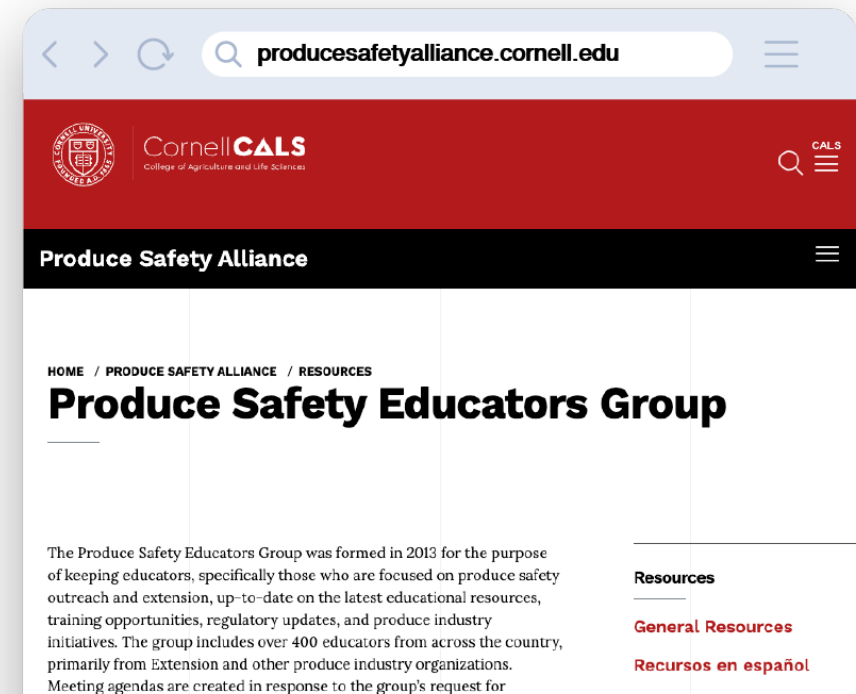 producesafetyalliance.cornell.edu
CORNELL UNIVERSITY
FOUNDED A.D. 1865
CornellCALS
College of Agriculture and Life Sciences
CALS
Produce Safety Alliance
HOME / PRODUCE SAFETY ALLIANCE / RESOURCES
Produce Safety Educators Group
The Produce Safety Educators Group was formed in 2013 for the purpose
of keeping educators, specifically those who are focused on produce safety
outreach and extension, up-to-date on the latest educational resources,
training opportunities, regulatory updates, and produce industry
initiatives. The group includes over 400 educators from across the country,
primarily from Extension and other produce industry organizations.
Meeting agendas are created in response to the group's request for
Resources
General Resources
Recursos en español